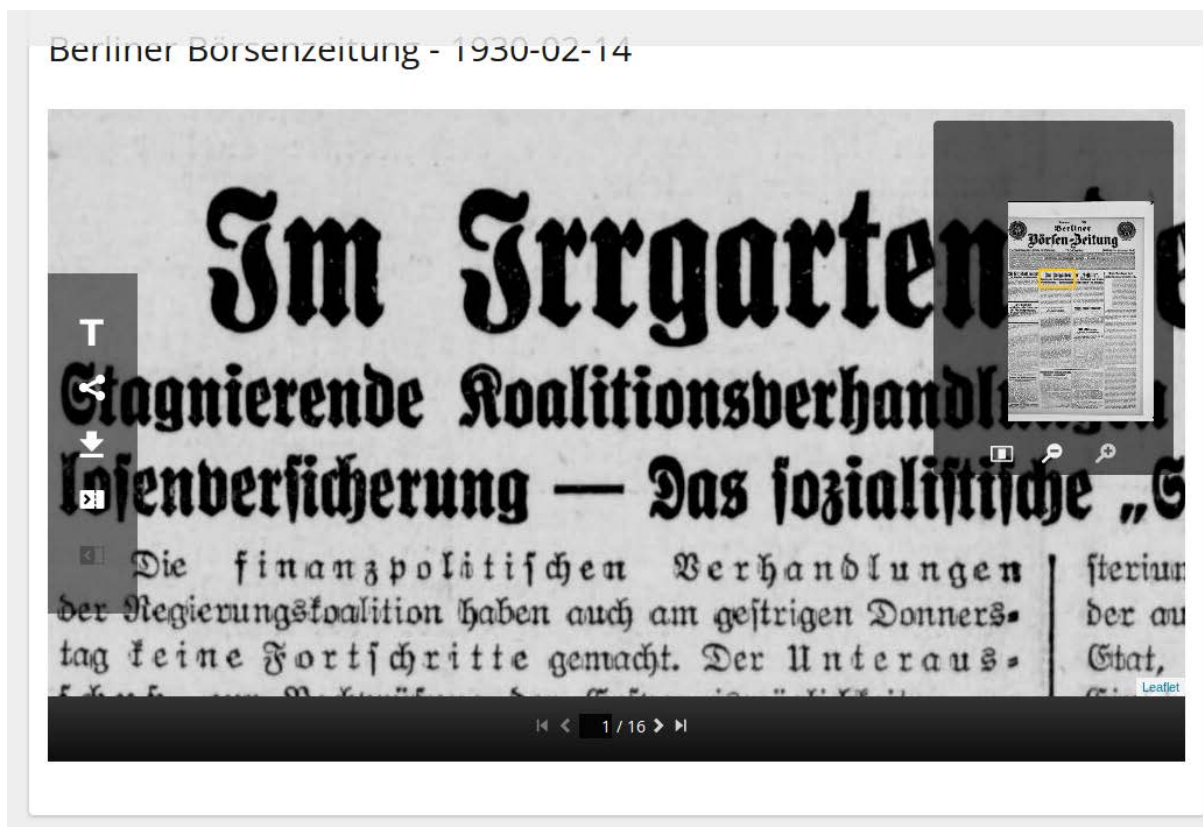 Berliner Börsenzeitung - 1930-02-14
Berliner
Börsen-Zeitung
Im Irrgarten
Stagnierende Koalitionsverhandlungen
losenversicherung — Das sozialistische „S
Die finanzpolitischen Verhandlungen
der Regierungskoalition haben auch am gestrigen Donners-
tag keine Fortschritte gemacht. Der Unteraus-
sterium
der au
Etat,
T
Leaflet
1 / 16